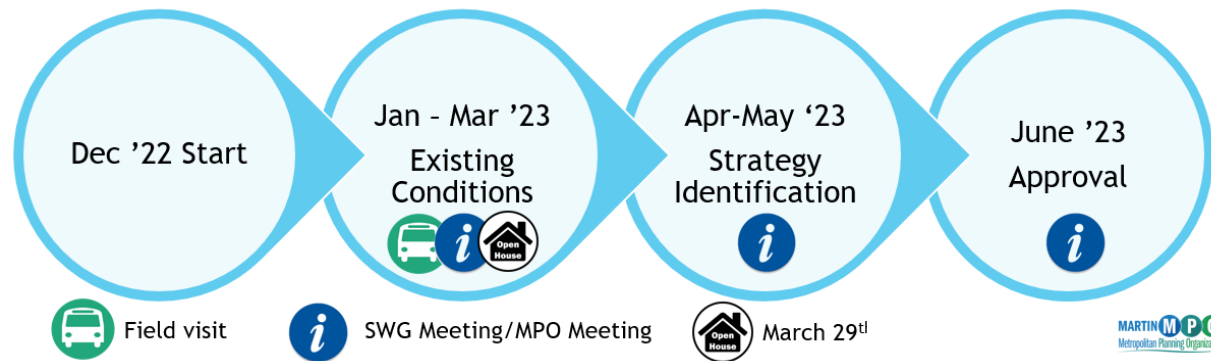 Dec ’22 Start
Jan – Mar ’23
Existing
Conditions
Open
House
Apr-May ‘23
Strategy
Identification
June ’23
Approval
Field visit
SWG Meeting/MPO Meeting
Open
House
March 29
MARTIN MPO
Metropolitan Planning